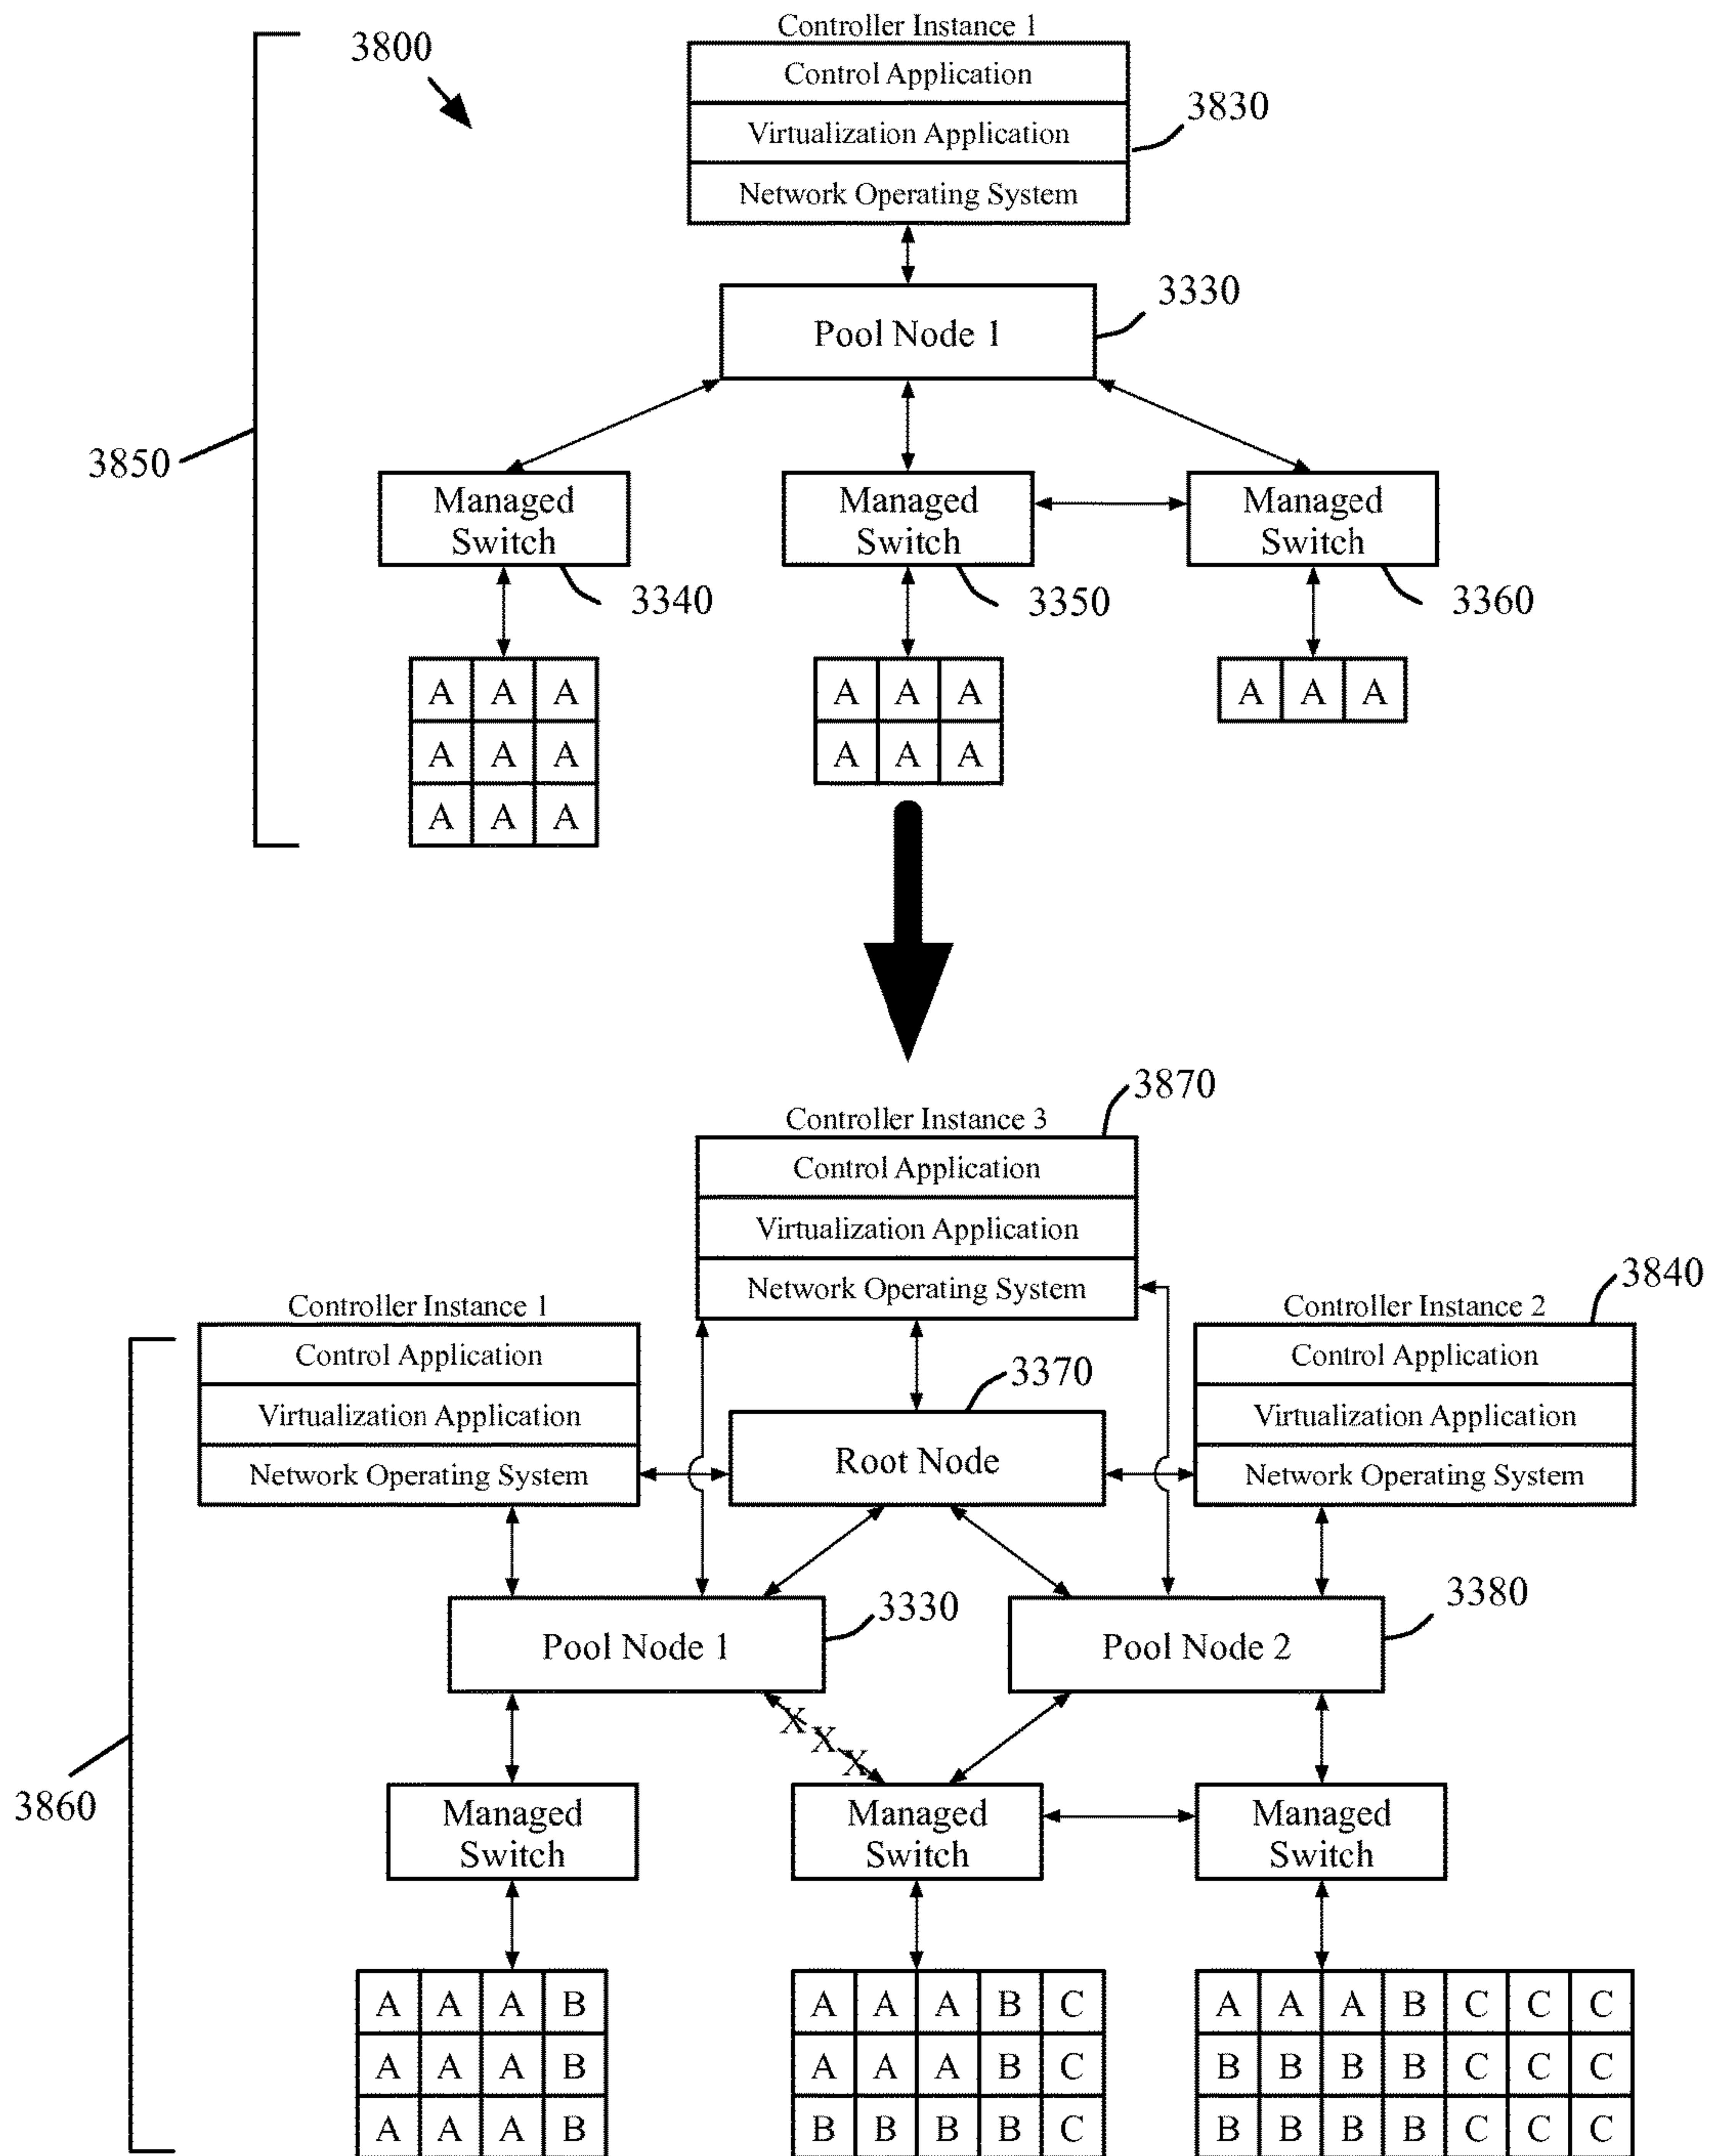 Controller Instance 1
3800
Control Application
3830
Virtualization Application
Network Operating System
3330
Pool Node 1
3850
Managed Switch
Managed Switch
Managed Switch
3340
3350
3360
A A A
A A A
A A A
A A A
A A A
A A A
3870
Controller Instance 3
Control Application
Virtualization Application
Network Operating System
3840
Controller Instance 1
Controller Instance 2
Control Application
Control Application
3370
Virtualization Application
Root Node
Virtualization Application
Network Operating System
Network Operating System
3330
3380
Pool Node 1
Pool Node 2
X
X
X
3860
Managed Switch
Managed Switch
Managed Switch
A A A B
A A A B C
A A A B C C C
A A A B
A A A B C
B B B B C C C
A A A B
B B B B C
B B B B C C C